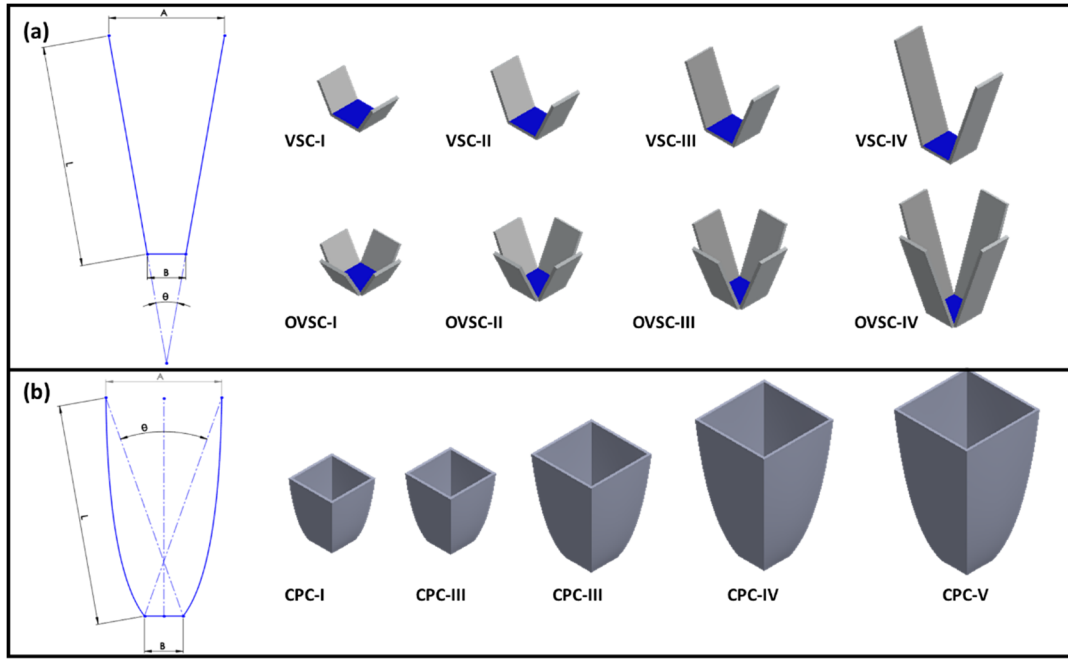 (a)
A
L
B
θ
VSC-I
VSC-II
VSC-III
VSC-IV
OVSC-I
OVSC-II
OVSC-III
OVSC-IV
(b)
A
θ
L
B
CPC-I
CPC-III
CPC-III
CPC-IV
CPC-V